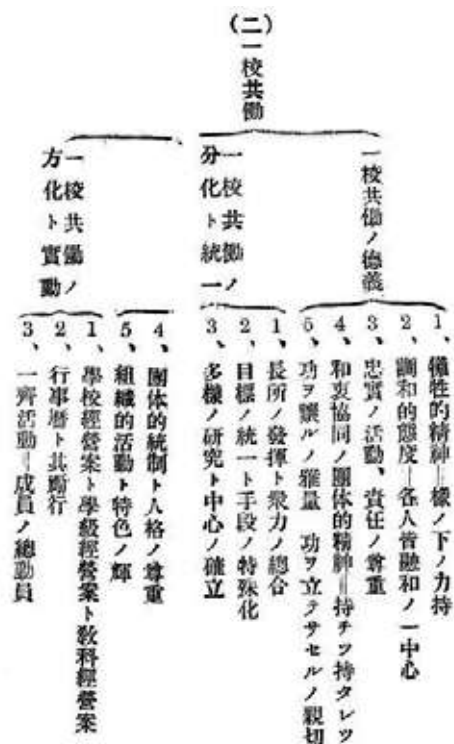 (二)一校共働
一校共働ノ德義
1、犧牲的精神＝樣ノ下ノ力持
2、調和的態度＝各人皆融和ノ一中心
3、忠實ノ活動、責任ノ尊重
4、和衷協同ノ團体的精神＝持チツ持タレツ
5、功ヲ讓ルノ雅量　功ヲ立テサセルノ親切
一校共働ノ
分化ト統一
1、長所ノ發揮ト衆力ノ總合
2、目標ノ統一ト手段ノ特殊化
3、多樣ノ研究ト中心ノ確立
4、團体的統制ト人格ノ尊重
5、組織的活動ト特色ノ輝
一校共働ノ
方化ト實動
1、學校經營案ト學級經營案ト敎科經營案
2、行事曆ト其勵行
3、一齊活動＝成員ノ總動員